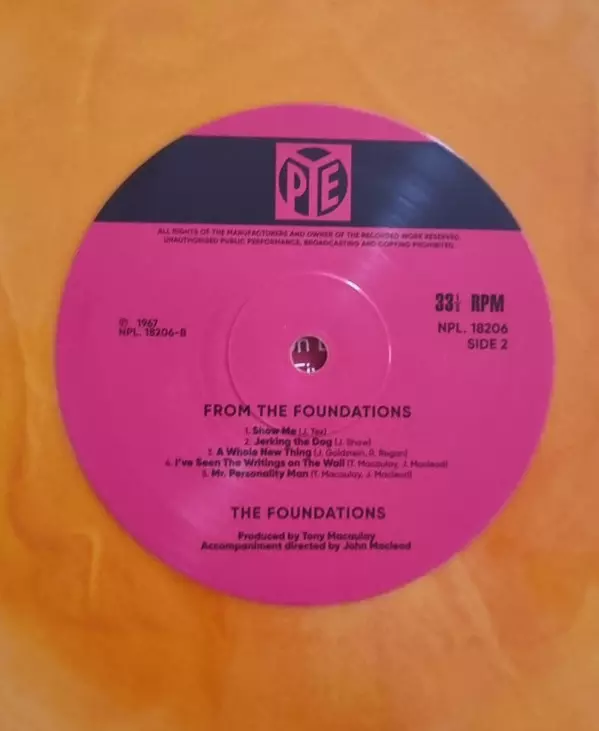 PYE
ALL RIGHTS OF THE MANUFACTURERS AND OWNER OF THE RECORDED WORK RESERVED.
UNAUTHORISED PUBLIC PERFORMANCE, BROADCASTING AND COPYING PROHIBITED.
33⅓ RPM
℗ 1967
NPL. 18206-B
NPL. 18206
SIDE 2
FROM THE FOUNDATIONS
1. Show Me (J. Tex)
2. Jerking the Dog (J. Shaw)
3. A Whole New Thing (J. Goldstein, R. Regan)
4. I've Seen The Writings on The Wall (T. Macaulay, J. Macleod)
5. Mr. Personality Man (T. Macaulay, J. Macleod)
THE FOUNDATIONS
Produced by Tony Macaulay
Accompaniment directed by John Macleod